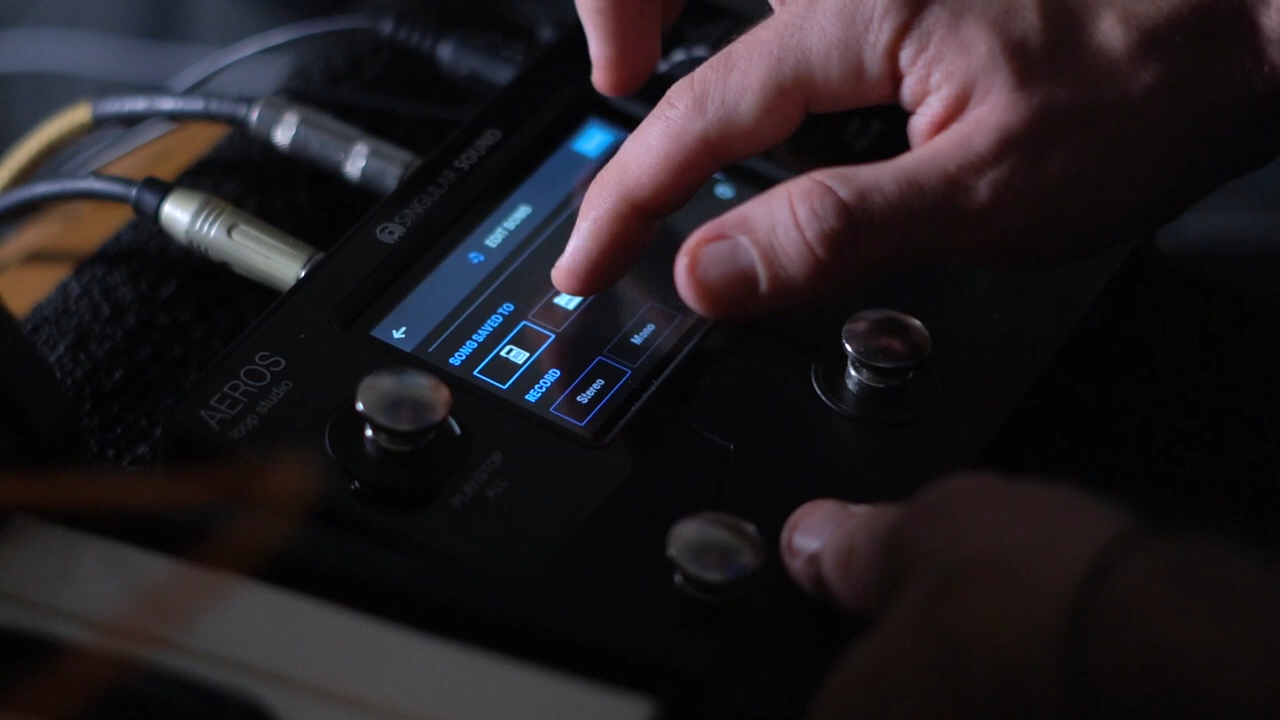 SINGULAR SOUND
EDIT SONG
SONG SAVED TO
RECORD
Stereo
Mono
AEROS
loop studio
PLAY/STOP
ALL